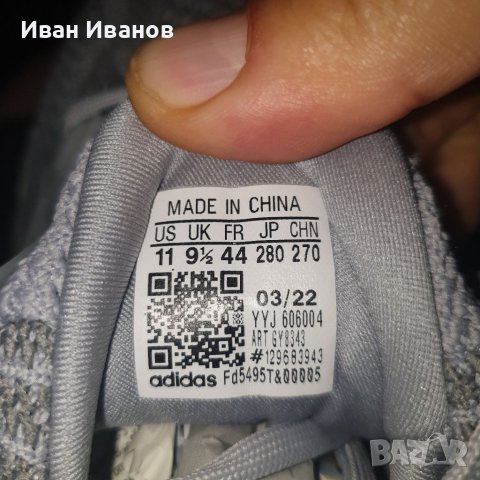 Иван Иванов
MADE IN CHINA
US UK FR JP CHN
11 9½ 44 280 270
03/22
YYJ 606004
ART GY8343
#129683943
adidas Fd5495T&00005
BAZAR